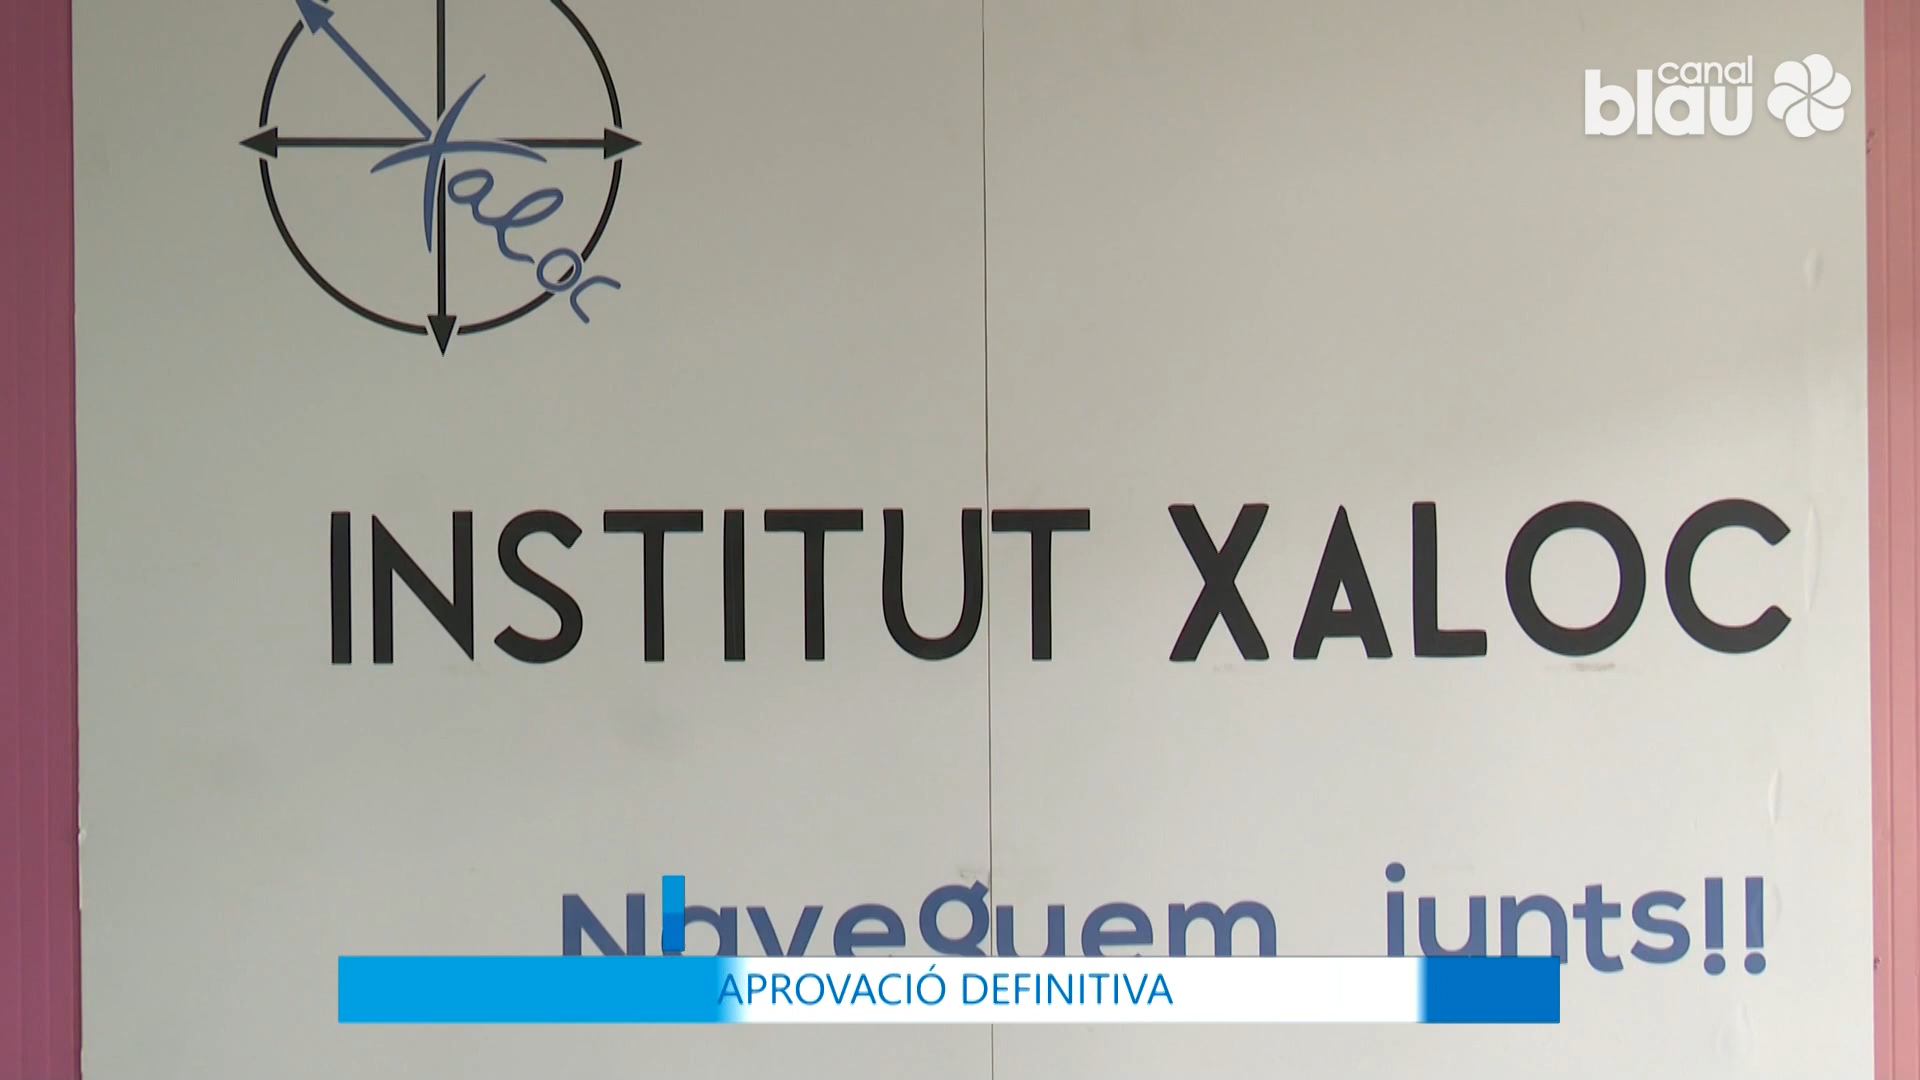 canal
blau
Xaloc
INSTITUT XALOC
Naveguem junts!!
APROVACIÓ DEFINITIVA